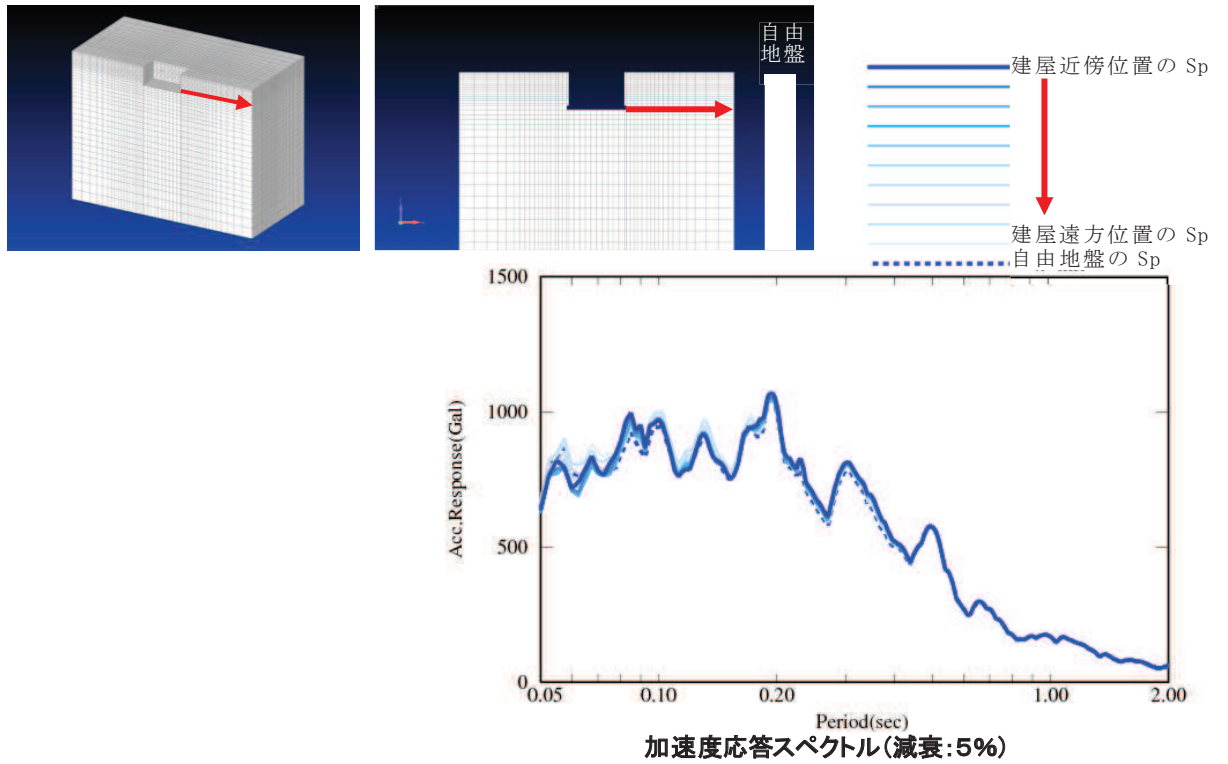 自由
地盤
建屋近傍位置の Sp
建屋遠方位置の Sp
自由地盤の Sp
1500
1000
500
0
Acc.Response(Gal)
0.05
0.10
0.20
1.00
2.00
Period(sec)
加速度応答スペクトル(減衰:5%)